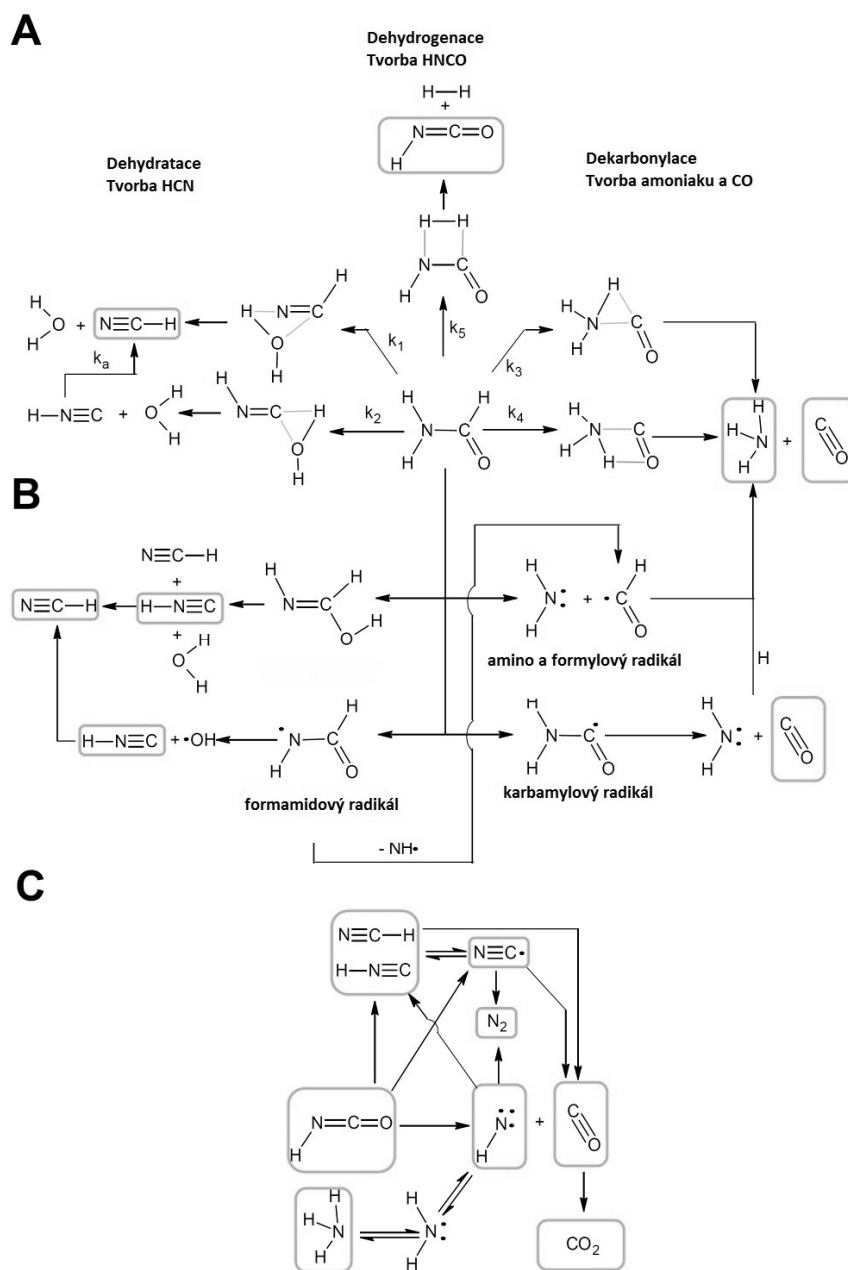 A
Dehydrogenace
Tvorba HNCO
H—H
+
N=C=O
H
Dehydratace
Tvorba HCN
Dekarbonylace
Tvorba amoniaku a CO
H—H
N—C
H
O
H
O
H
+
N≡C—H
H
H
N=C
O
H
k1
k5
k3
H
N
H
C
O
ka
H—N≡C
+
O
H
H
H
N=C
H
O
H
k2
H
H
N—C
H
O
k4
H
N
H
C
O
H
H
H
N
H
+
C
O
B
N≡C—H
+
N≡C—H
H—N≡C
+
H
O
H
H
N=C
H
O
H
H
N:
H
+
•C
H
O
amino a formylový radikál
H
H—N≡C
+ •OH
•
N—C
H
H
O
formamidový radikál
H
N—C
H
O
karbamylový radikál
H
N:
H
+
C
O
- NH•
C
N≡C—H
H—N≡C
N≡C•
N2
N=C=O
H
N
H
+
C
O
H
H
N
H
H
N:
H
CO2